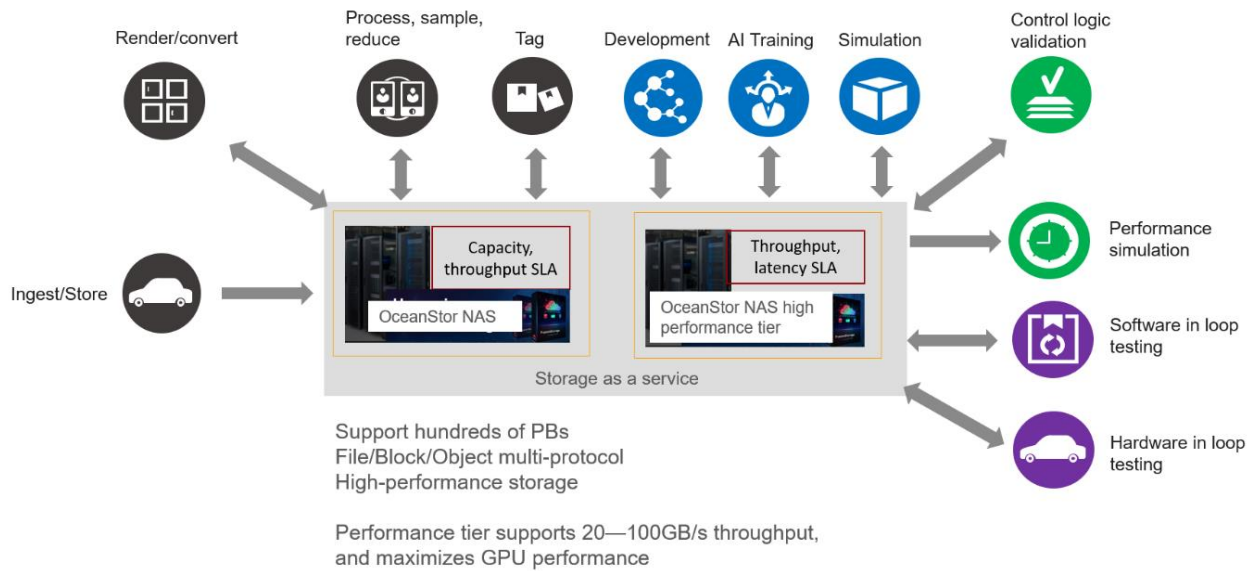 Render/convert
Process, sample,
reduce
Tag
Development
AI Training
Simulation
Control logic
validation
Ingest/Store
Capacity,
throughput SLA
OceanStor NAS
Throughput,
latency SLA
OceanStor NAS high
performance tier
Storage as a service
Performance
simulation
Software in loop
testing
Hardware in loop
testing
Support hundreds of PBs
File/Block/Object multi-protocol
High-performance storage
Performance tier supports 20—100GB/s throughput,
and maximizes GPU performance